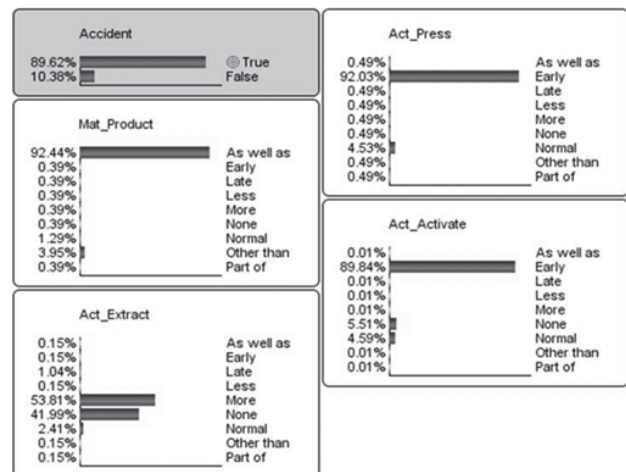 Accident
89.62% True
10.38% False
Mat_Product
92.44% As well as
0.39% Early
0.39% Late
0.39% Less
0.39% More
0.39% None
1.29% Normal
3.95% Other than
0.39% Part of
Act_Extract
0.15% As well as
0.15% Early
1.04% Late
0.15% Less
53.81% More
41.99% None
2.41% Normal
0.15% Other than
0.15% Part of
Act_Press
0.49% As well as
92.03% Early
0.49% Late
0.49% Less
0.49% More
0.49% None
4.53% Normal
0.49% Other than
0.49% Part of
Act_Activate
0.01% As well as
89.84% Early
0.01% Late
0.01% Less
0.01% More
5.51% None
4.59% Normal
0.01% Other than
0.01% Part of